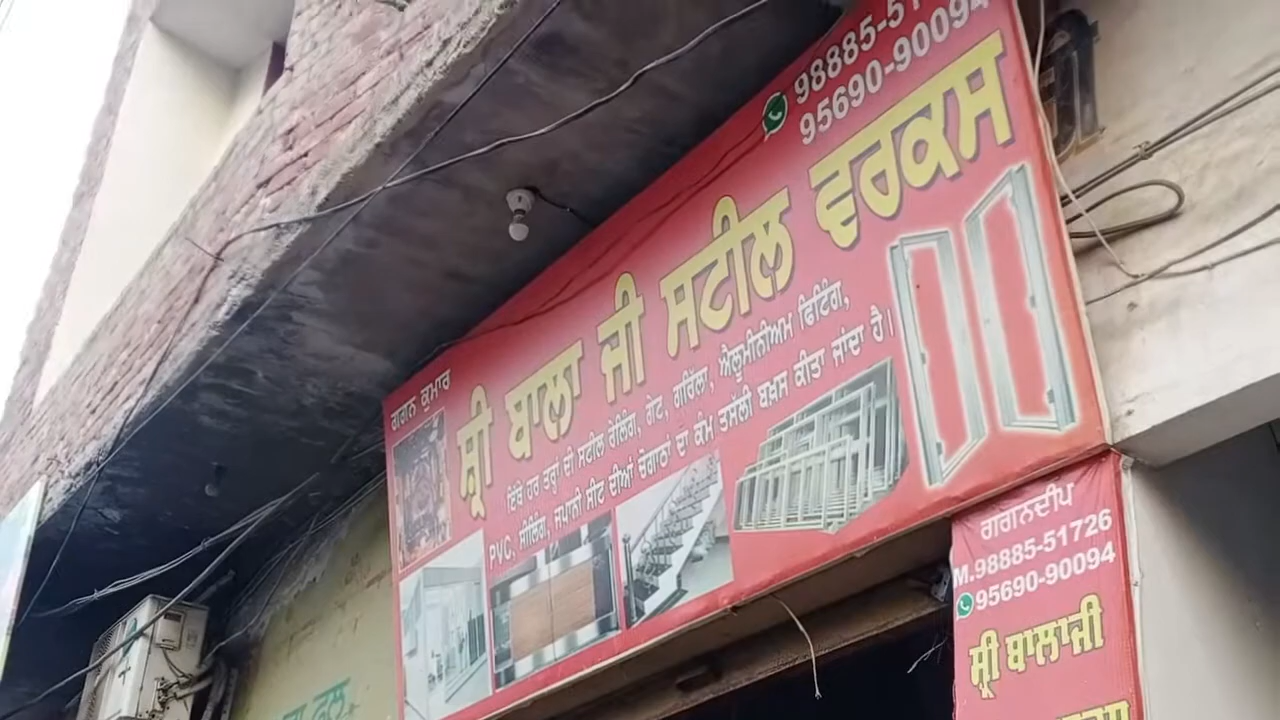 98885-51
95690-90094
ਗਗਨ ਕੁਮਾਰ
ਸ਼੍ਰੀ ਬਾਲਾ ਜੀ ਸਟੀਲ ਵਰਕਸ
ਇੱਥੇ ਹਰ ਤਰ੍ਹਾਂ ਦੀ ਸਟੀਲ ਰੇਲਿੰਗ, ਗੇਟ, ਗਰਿੱਲਾ, ਐਲੂਮੀਨੀਅਮ ਫਿਟਿੰਗ,
PVC, ਸੀਲਿੰਗ, ਜਪਾਨੀ ਸੀਟ ਦੀਆਂ ਚੋਗਾਠਾਂ ਦਾ ਕੰਮ ਤਸੱਲੀ ਬਖ਼ਸ਼ ਕੀਤਾ ਜਾਂਦਾ ਹੈ।
ਗਗਨਦੀਪ
M.98885-51726
95690-90094
ਸ਼੍ਰੀ ਬਾਲਾਜੀ